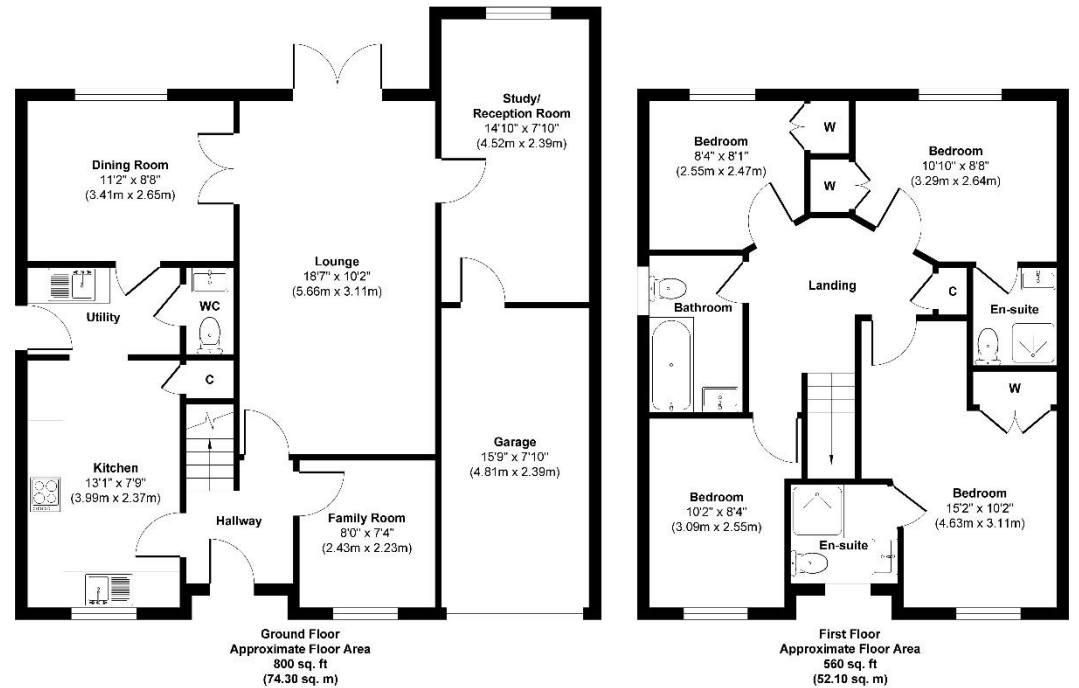 Study/
Reception Room
14'10" x 7'10"
(4.52m x 2.39m)
Dining Room
11'2" x 8'8"
(3.41m x 2.65m)
Lounge
18'7" x 10'2"
(5.66m x 3.11m)
WC
Utility
C
Kitchen
13'1" x 7'9"
(3.99m x 2.37m)
Hallway
Family Room
8'0" x 7'4"
(2.43m x 2.23m)
Garage
15'9" x 7'10"
(4.81m x 2.39m)
Ground Floor
Approximate Floor Area
800 sq. ft
(74.30 sq. m)
Bedroom
8'4" x 8'1"
(2.55m x 2.47m)
W
W
Bedroom
10'10" x 8'8"
(3.29m x 2.64m)
Landing
C
Bathroom
En-suite
W
Bedroom
10'2" x 8'4"
(3.09m x 2.55m)
En-suite
Bedroom
15'2" x 10'2"
(4.63m x 3.11m)
First Floor
Approximate Floor Area
560 sq. ft
(52.10 sq. m)